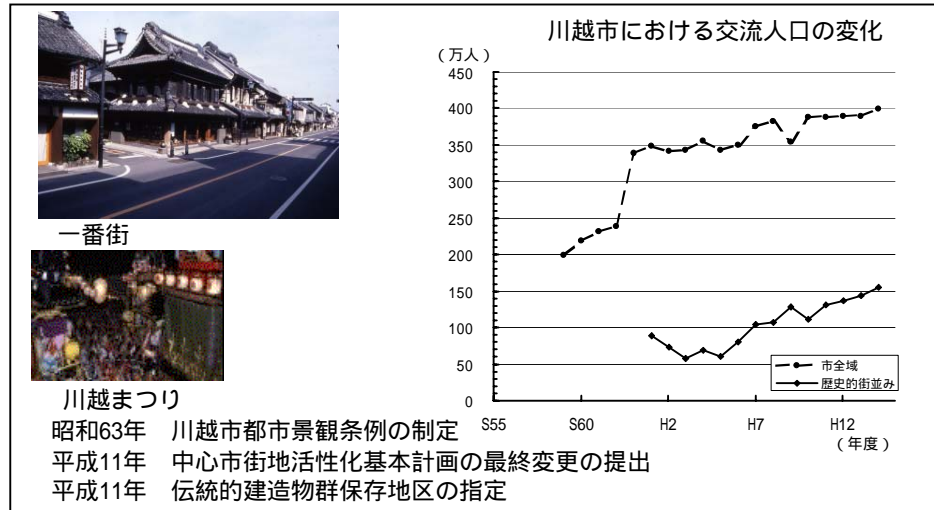 川越市における交流人口の変化
(万人)
450
400
350
300
250
200
150
100
50
0
S55 S60 H2 H7 H12
(年度)
市全域
歴史的街並み
一番街
川越まつり
昭和63年 川越市都市景観条例の制定
平成11年 中心市街地活性化基本計画の最終変更の提出
平成11年 伝統的建造物群保存地区の指定